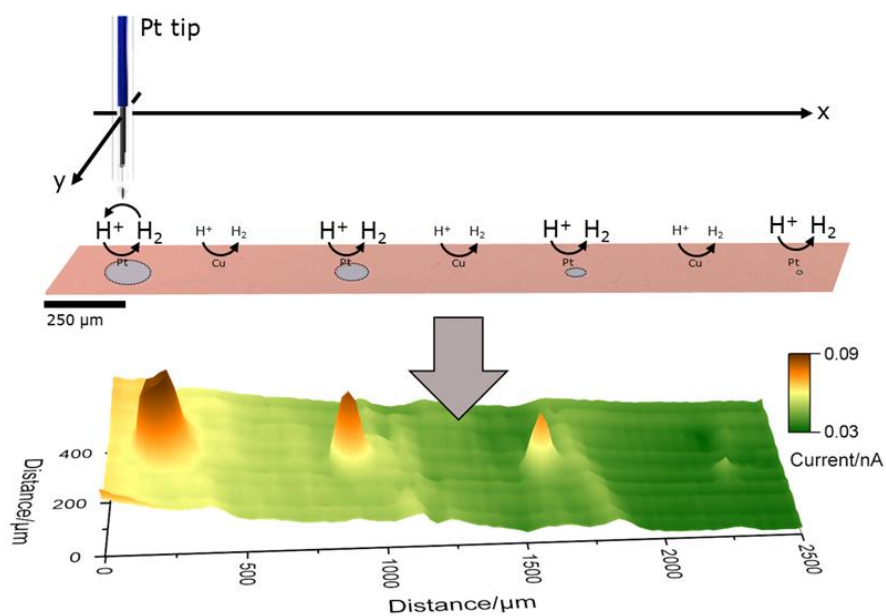 Pt tip
x
y
H⁺ H₂ H⁺ H₂ H⁺ H₂ H⁺ H₂ H⁺ H₂ H⁺ H₂ H⁺ H₂
Pt Cu Pt Cu Pt Cu Pt
250 µm
0.09
0.03
Current/nA
400
200
0
Distance/µm
0 500 1000 1500 2000 2500
Distance/µm